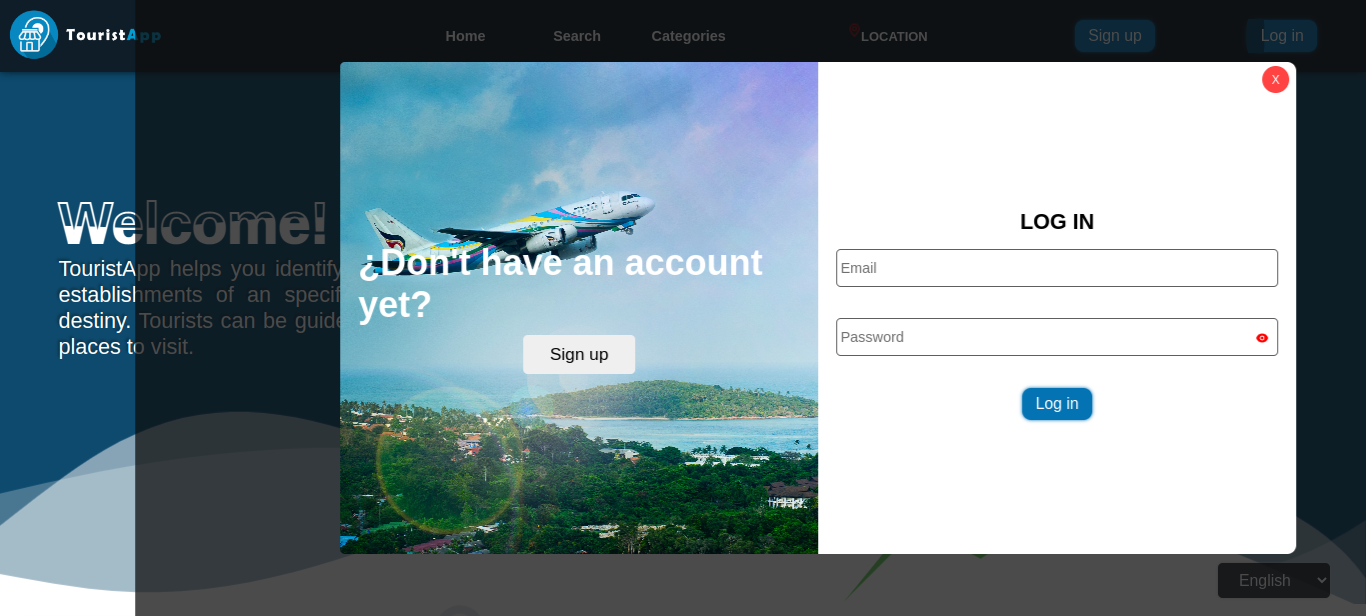 TouristApp
Home
Search
Categories
LOCATION
Sign up
Log in
X
Welcome!
TouristApp helps you identify
establishments of an specif
destiny. Tourists can be guide
places to visit.
¿Don't have an account
yet?
Sign up
LOG IN
Email
Password
Log in
English